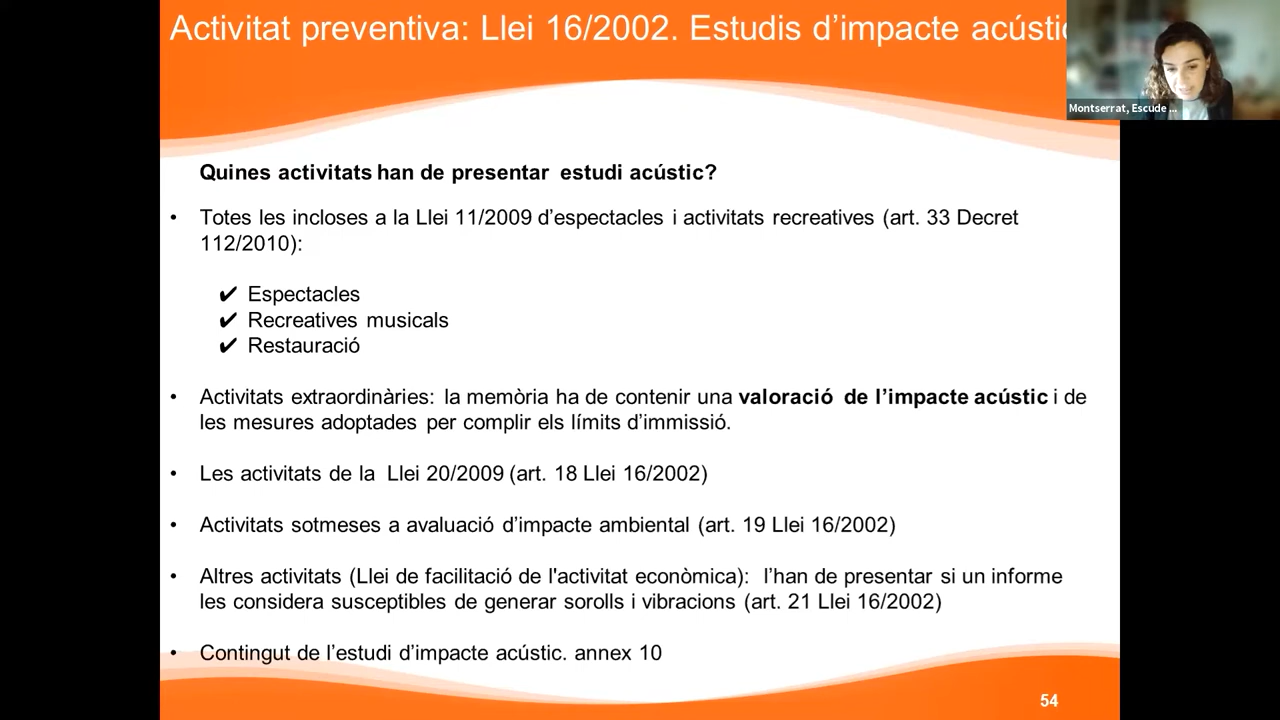 Activitat preventiva: Llei 16/2002. Estudis d’impacte acústic
Montserrat, Escude ...
Quines activitats han de presentar estudi acústic?
• Totes les incloses a la Llei 11/2009 d’espectacles i activitats recreatives (art. 33 Decret
112/2010):
✔ Espectacles
✔ Recreatives musicals
✔ Restauració
• Activitats extraordinàries: la memòria ha de contenir una valoració de l’impacte acústic i de
les mesures adoptades per complir els límits d’immissió.
• Les activitats de la Llei 20/2009 (art. 18 Llei 16/2002)
• Activitats sotmeses a avaluació d’impacte ambiental (art. 19 Llei 16/2002)
• Altres activitats (Llei de facilitació de l'activitat econòmica): l’han de presentar si un informe
les considera susceptibles de generar sorolls i vibracions (art. 21 Llei 16/2002)
• Contingut de l’estudi d’impacte acústic. annex 10
54